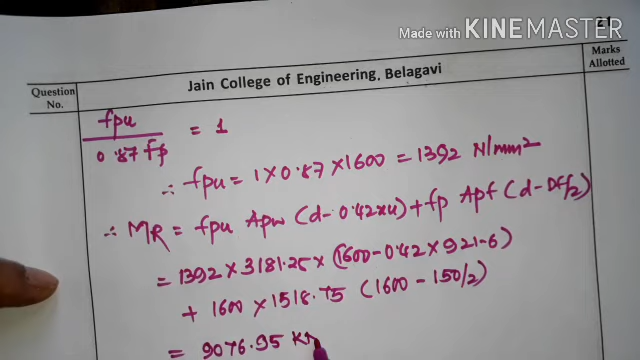 Made with KINEMASTER
21
Question No.
Jain College of Engineering, Belagavi
Marks Allotted
fpu / 0.87 fp = 1
∴ fpu = 1 × 0.87 × 1600 = 1392 N/mm²
∴ MR = fpu Apw (d - 0.42xu) + fp Apf (d - Df/2)
= 1392 × 3181.25 × (1600 - 0.42 × 921.6)
+ 1600 × 1518.75 (1600 - 150/2)
= 9076.95 KN